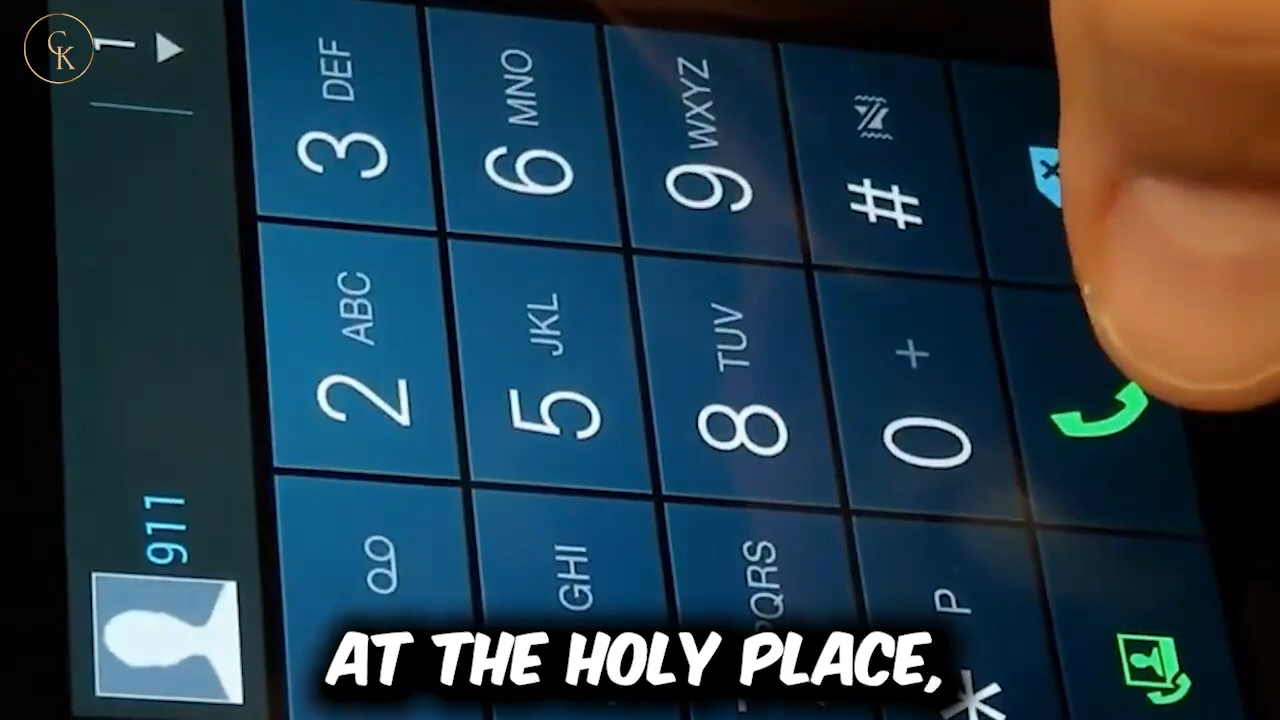 CK
1
911
3 DEF
6 MNO
9 WXYZ
#
2 ABC
5 JKL
8 TUV
0 +
GHI
PQRS
* P
AT THE HOLY PLACE,